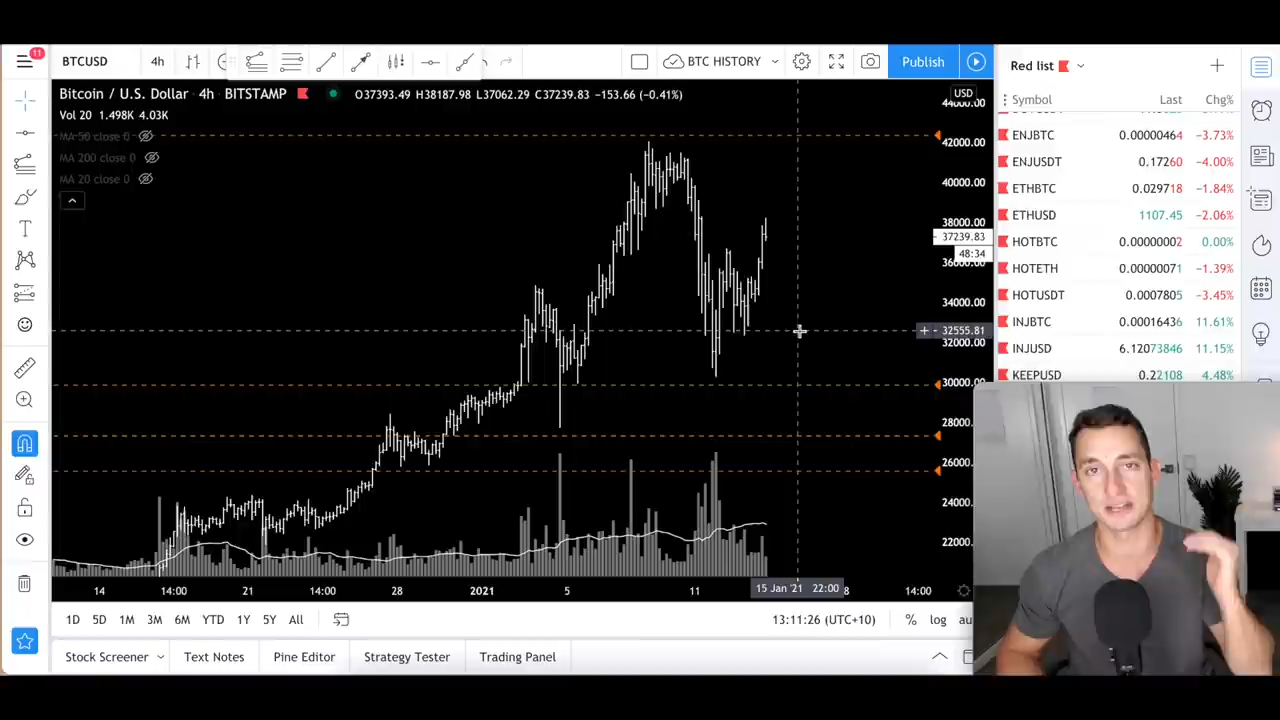 11
BTCUSD 4h BTC HISTORY Publish
Red list
Bitcoin / U.S. Dollar · 4h · BITSTAMP O37393.49 H38187.98 L37062.29 C37239.83 −153.66 (−0.41%) USD
Symbol Last Chg%
Vol 20 1.498K 4.03K
MA 50 close 0
MA 200 close 0
MA 20 close 0
44000.00
42000.00
40000.00
38000.00
37239.83
48:34
36000.00
34000.00
32555.81
32000.00
30000.00
28000.00
26000.00
24000.00
22000.00
ENJBTC 0.00000464 −3.73%
ENJUSDT 0.17260 −4.00%
ETHBTC 0.029718 −1.84%
ETHUSD 1107.45 −2.06%
HOTBTC 0.00000002 0.00%
HOTETH 0.00000071 −1.39%
HOTUSDT 0.0007805 −3.45%
INJBTC 0.00016436 11.61%
INJUSD 6.12073846 11.15%
KEEPUSD 0.22108 4.48%
14 14:00 21 14:00 28 2021 5 11 15 Jan '21 22:00 8 14:00
1D 5D 1M 3M 6M YTD 1Y 5Y All 13:11:26 (UTC+10) % log au
Stock Screener Text Notes Pine Editor Strategy Tester Trading Panel